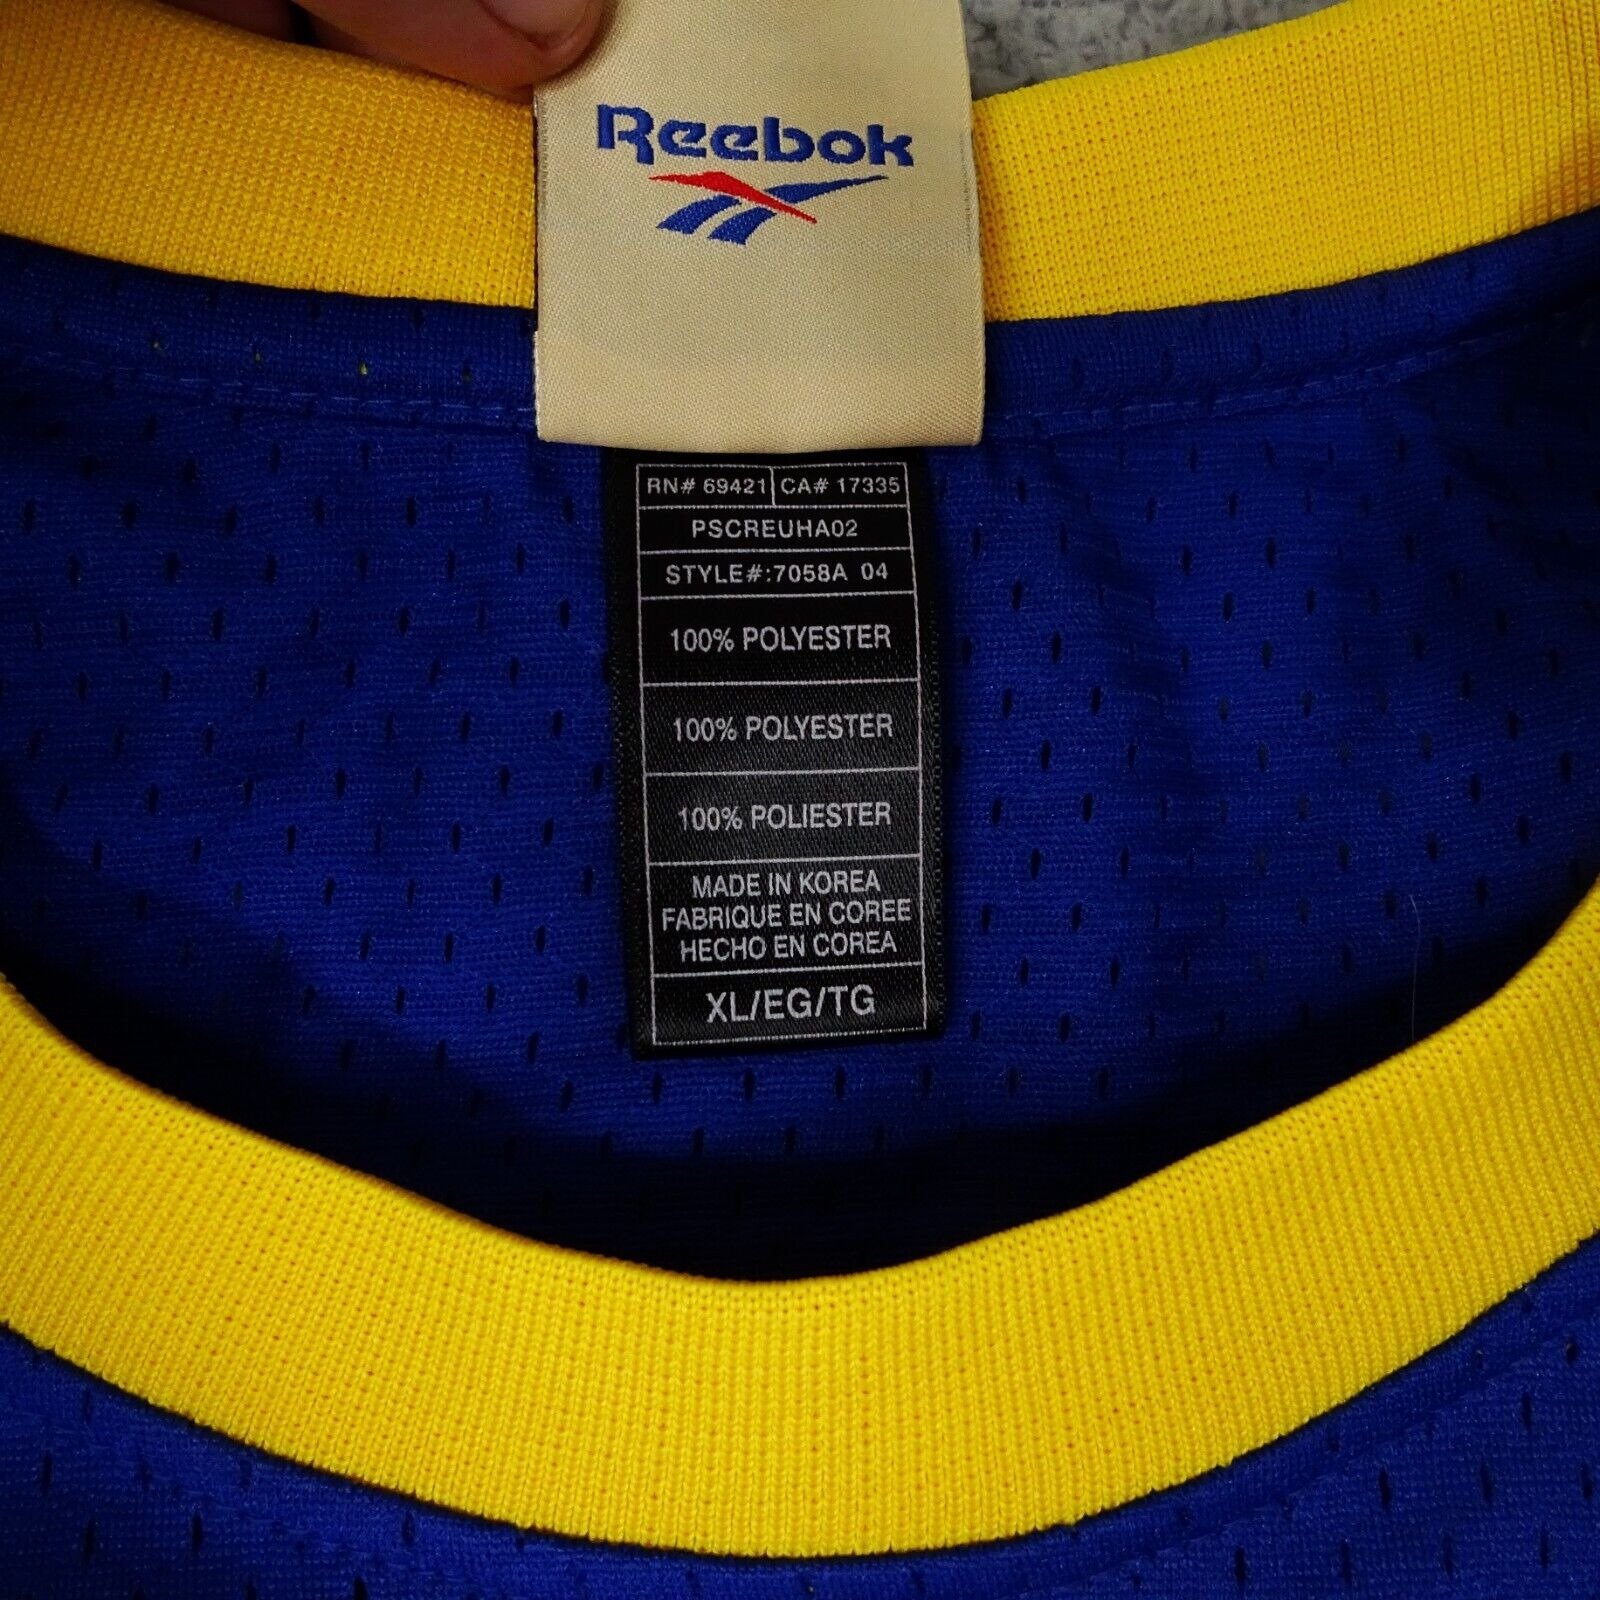 Reebok
RN# 69421 CA# 17335
PSCREUHA02
STYLE#:7058A 04
100% POLYESTER
100% POLYESTER
100% POLIESTER
MADE IN KOREA
FABRIQUE EN COREE
HECHO EN COREA
XL/EG/TG